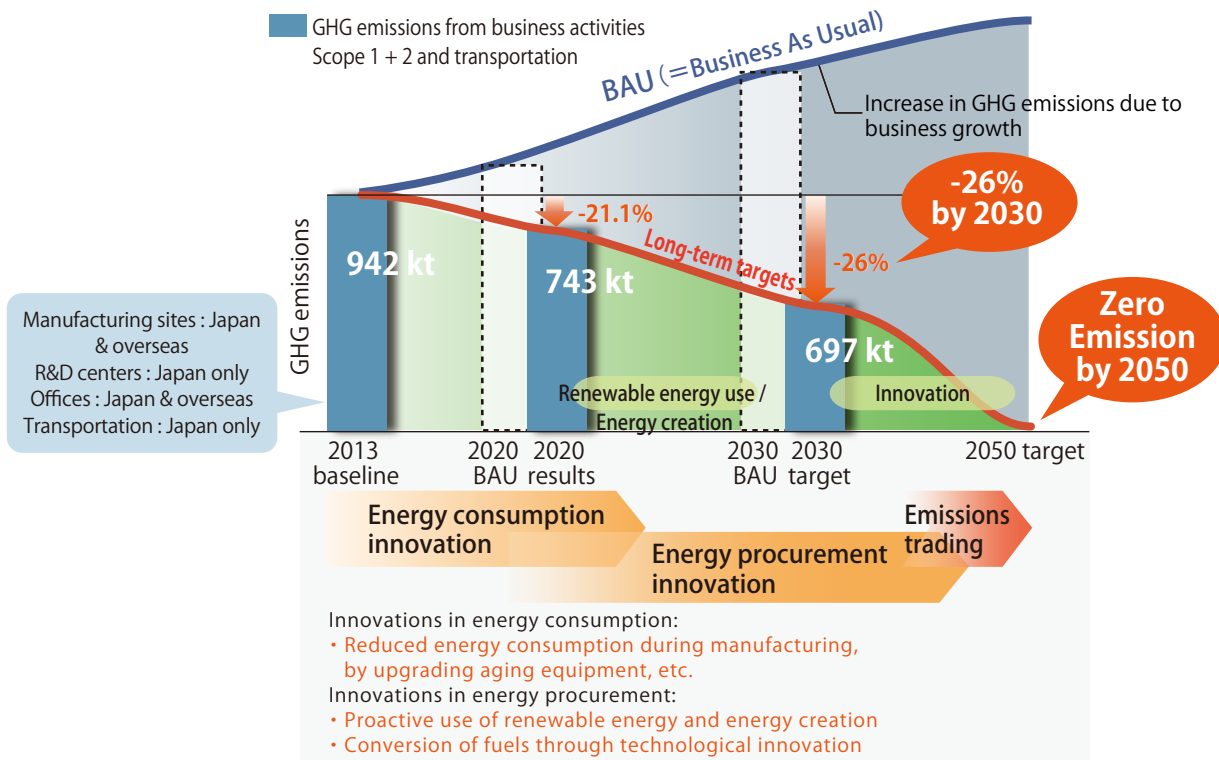 GHG emissions from business activities
Scope 1 + 2 and transportation
BAU (=Business As Usual)
Increase in GHG emissions due to
business growth
-26%
by 2030
-21.1%
Long-term targets
-26%
942 kt
743 kt
697 kt
Zero
Emission
by 2050
GHG emissions
Manufacturing sites : Japan
& overseas
R&D centers : Japan only
Offices : Japan & overseas
Transportation : Japan only
Renewable energy use /
Energy creation
Innovation
2013
baseline
2020
BAU
2020
results
2030
BAU
2030
target
2050 target
Energy consumption
innovation
Energy procurement
innovation
Emissions
trading
Innovations in energy consumption:
・Reduced energy consumption during manufacturing,
by upgrading aging equipment, etc.
Innovations in energy procurement:
・Proactive use of renewable energy and energy creation
・Conversion of fuels through technological innovation